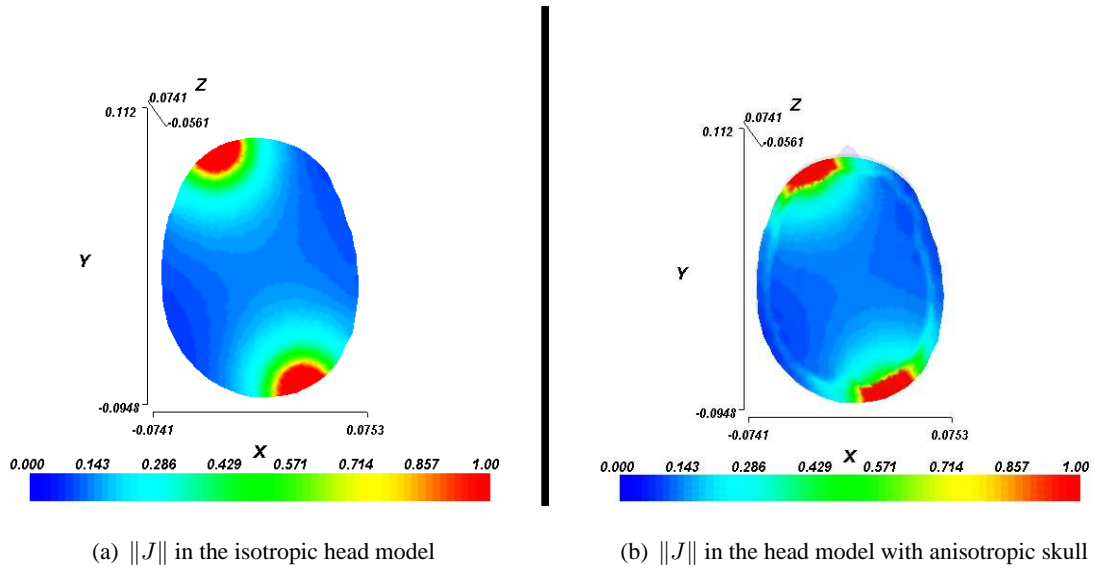 Z
0.0741
0.112
-0.0561
Y
-0.0948
-0.0741
0.0753
X
0.000 0.143 0.286 0.429 0.571 0.714 0.857 1.00
(a) ‖J‖ in the isotropic head model
Z
0.0741
0.112
-0.0561
Y
-0.0948
-0.0741
0.0753
X
0.000 0.143 0.286 0.429 0.571 0.714 0.857 1.00
(b) ‖J‖ in the head model with anisotropic skull